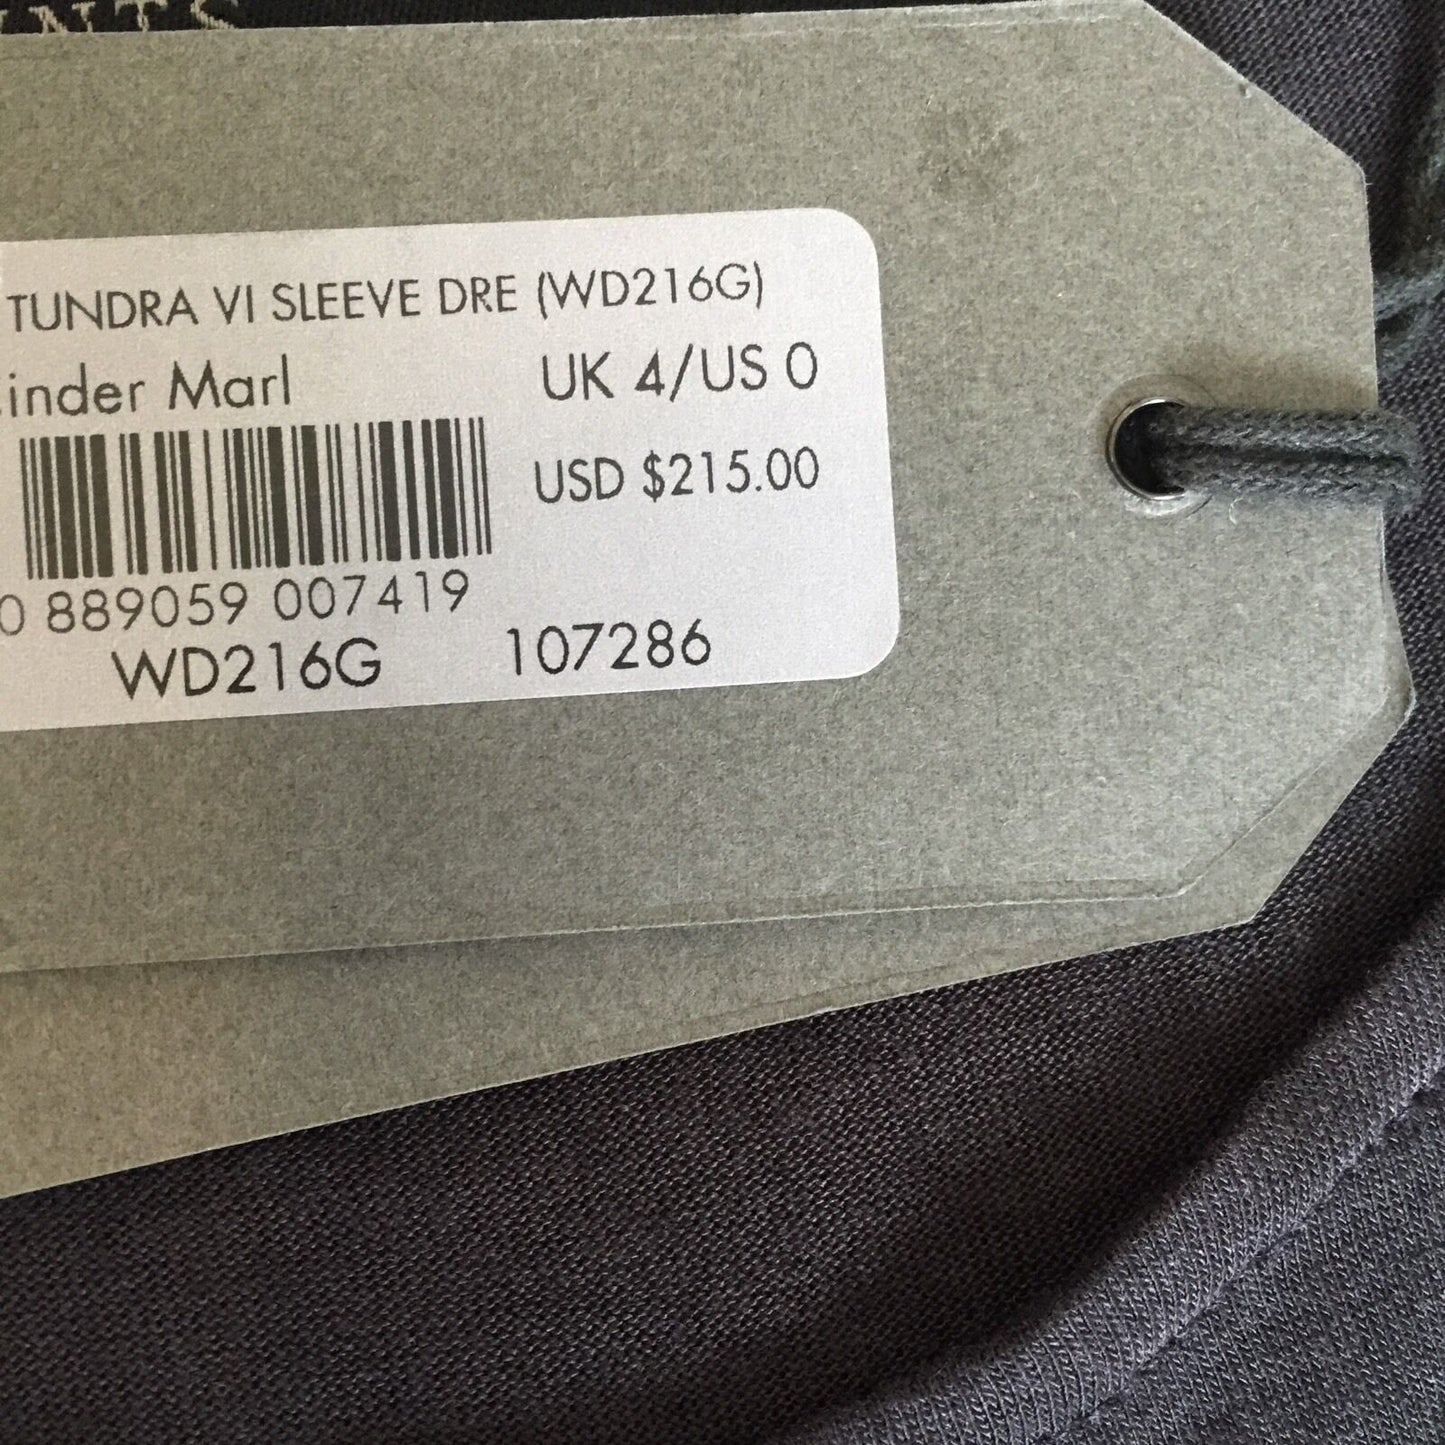 NTS
TUNDRA VI SLEEVE DRE (WD216G)
inder Marl UK 4/US 0
USD $215.00
0 889059 007419
WD216G 107286